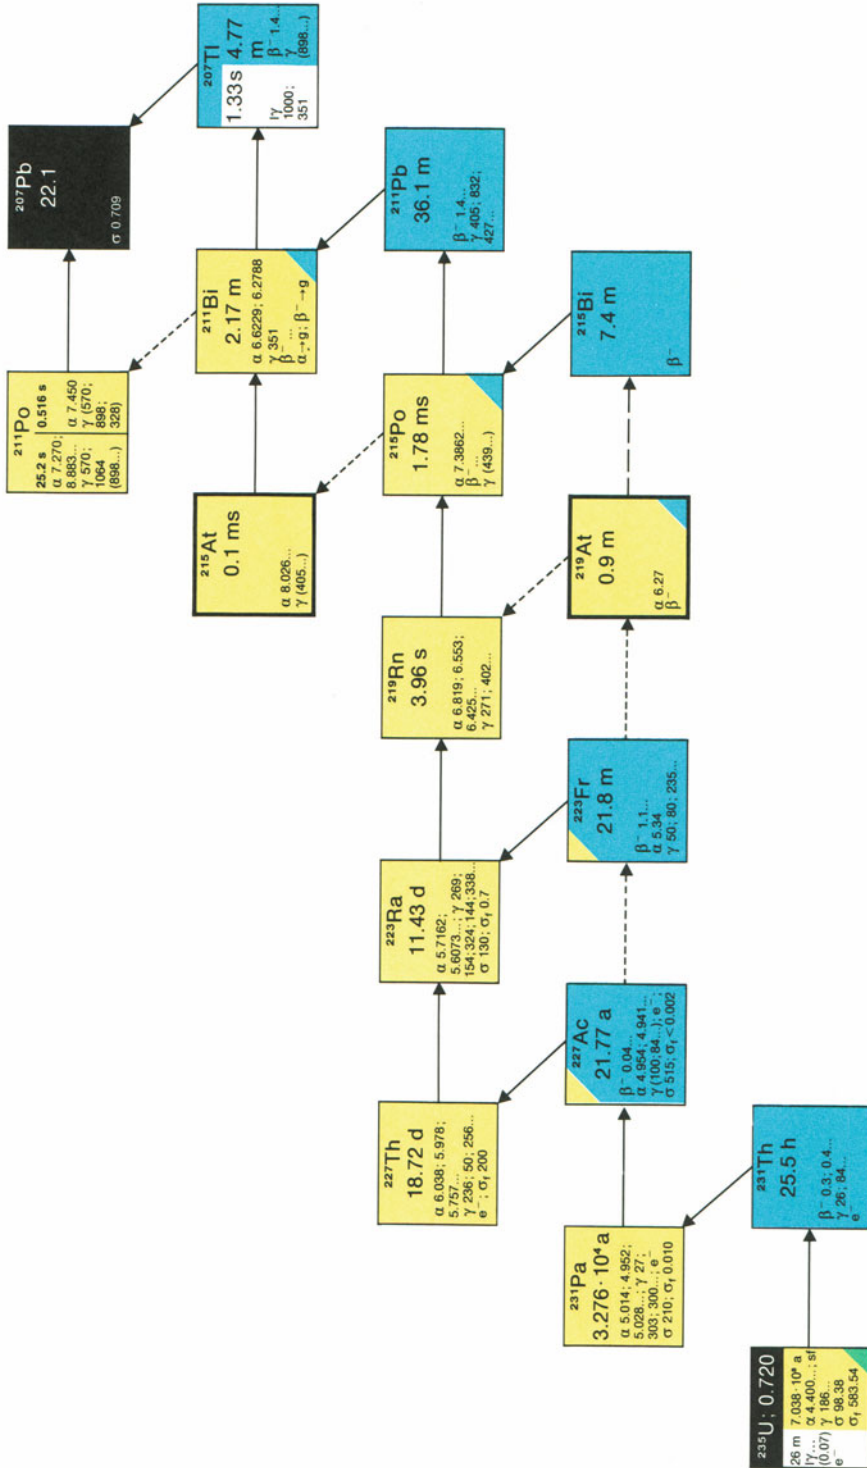 ²⁰⁷Pb
22.1
σ 0.709
²⁰⁷Tl
1.33 s
4.77
m
Iγ
1000;
351
β⁻ 1.4...
γ
(898...)
²¹¹Po
25.2 s
0.516 s
α 7.270;
8.883...
γ 570;
1064
(898...)
α 7.450
γ (570;
898;
328)
²¹¹Bi
2.17 m
α 6.6229; 6.2788
γ 351
β⁻ ...
α→g; β⁻→g
²¹¹Pb
36.1 m
β⁻ 1.4...
γ 405; 832;
427...
²¹⁵At
0.1 ms
α 8.026...
γ (405...)
²¹⁵Po
1.78 ms
α 7.3862...
β⁻ ...
γ (439...)
²¹⁵Bi
7.4 m
β⁻
²¹⁹Rn
3.96 s
α 6.819; 6.553;
6.425...
γ 271; 402...
²¹⁹At
0.9 m
α 6.27
β⁻
²²³Ra
11.43 d
α 5.7162;
5.6073...; γ 269;
154; 324; 144; 338...
σ 130; σf 0.7
²²³Fr
21.8 m
β⁻ 1.1...
α 5.34
γ 50; 80; 235...
²²⁷Th
18.72 d
α 6.038; 5.978;
5.757...
γ 236; 50; 256...
e⁻; σf 200
²²⁷Ac
21.77 a
β⁻ 0.04...
α 4.954; 4.941...
γ (100; 84...); e⁻;
σ 515; σf < 0.002
²³¹Pa
3.276 · 10⁴ a
α 5.014; 4.952;
5.028...; γ 27;
303; 300...; e⁻
σ 210; σf 0.010
²³¹Th
25.5 h
β⁻ 0.3; 0.4...
γ 26; 84...
e⁻
²³⁵U; 0.720
26 m
Iγ...
(0.07)
e⁻
7.038 · 10⁸ a
α 4.400...; sf
γ 186...
σ 98.38
σf 583.54